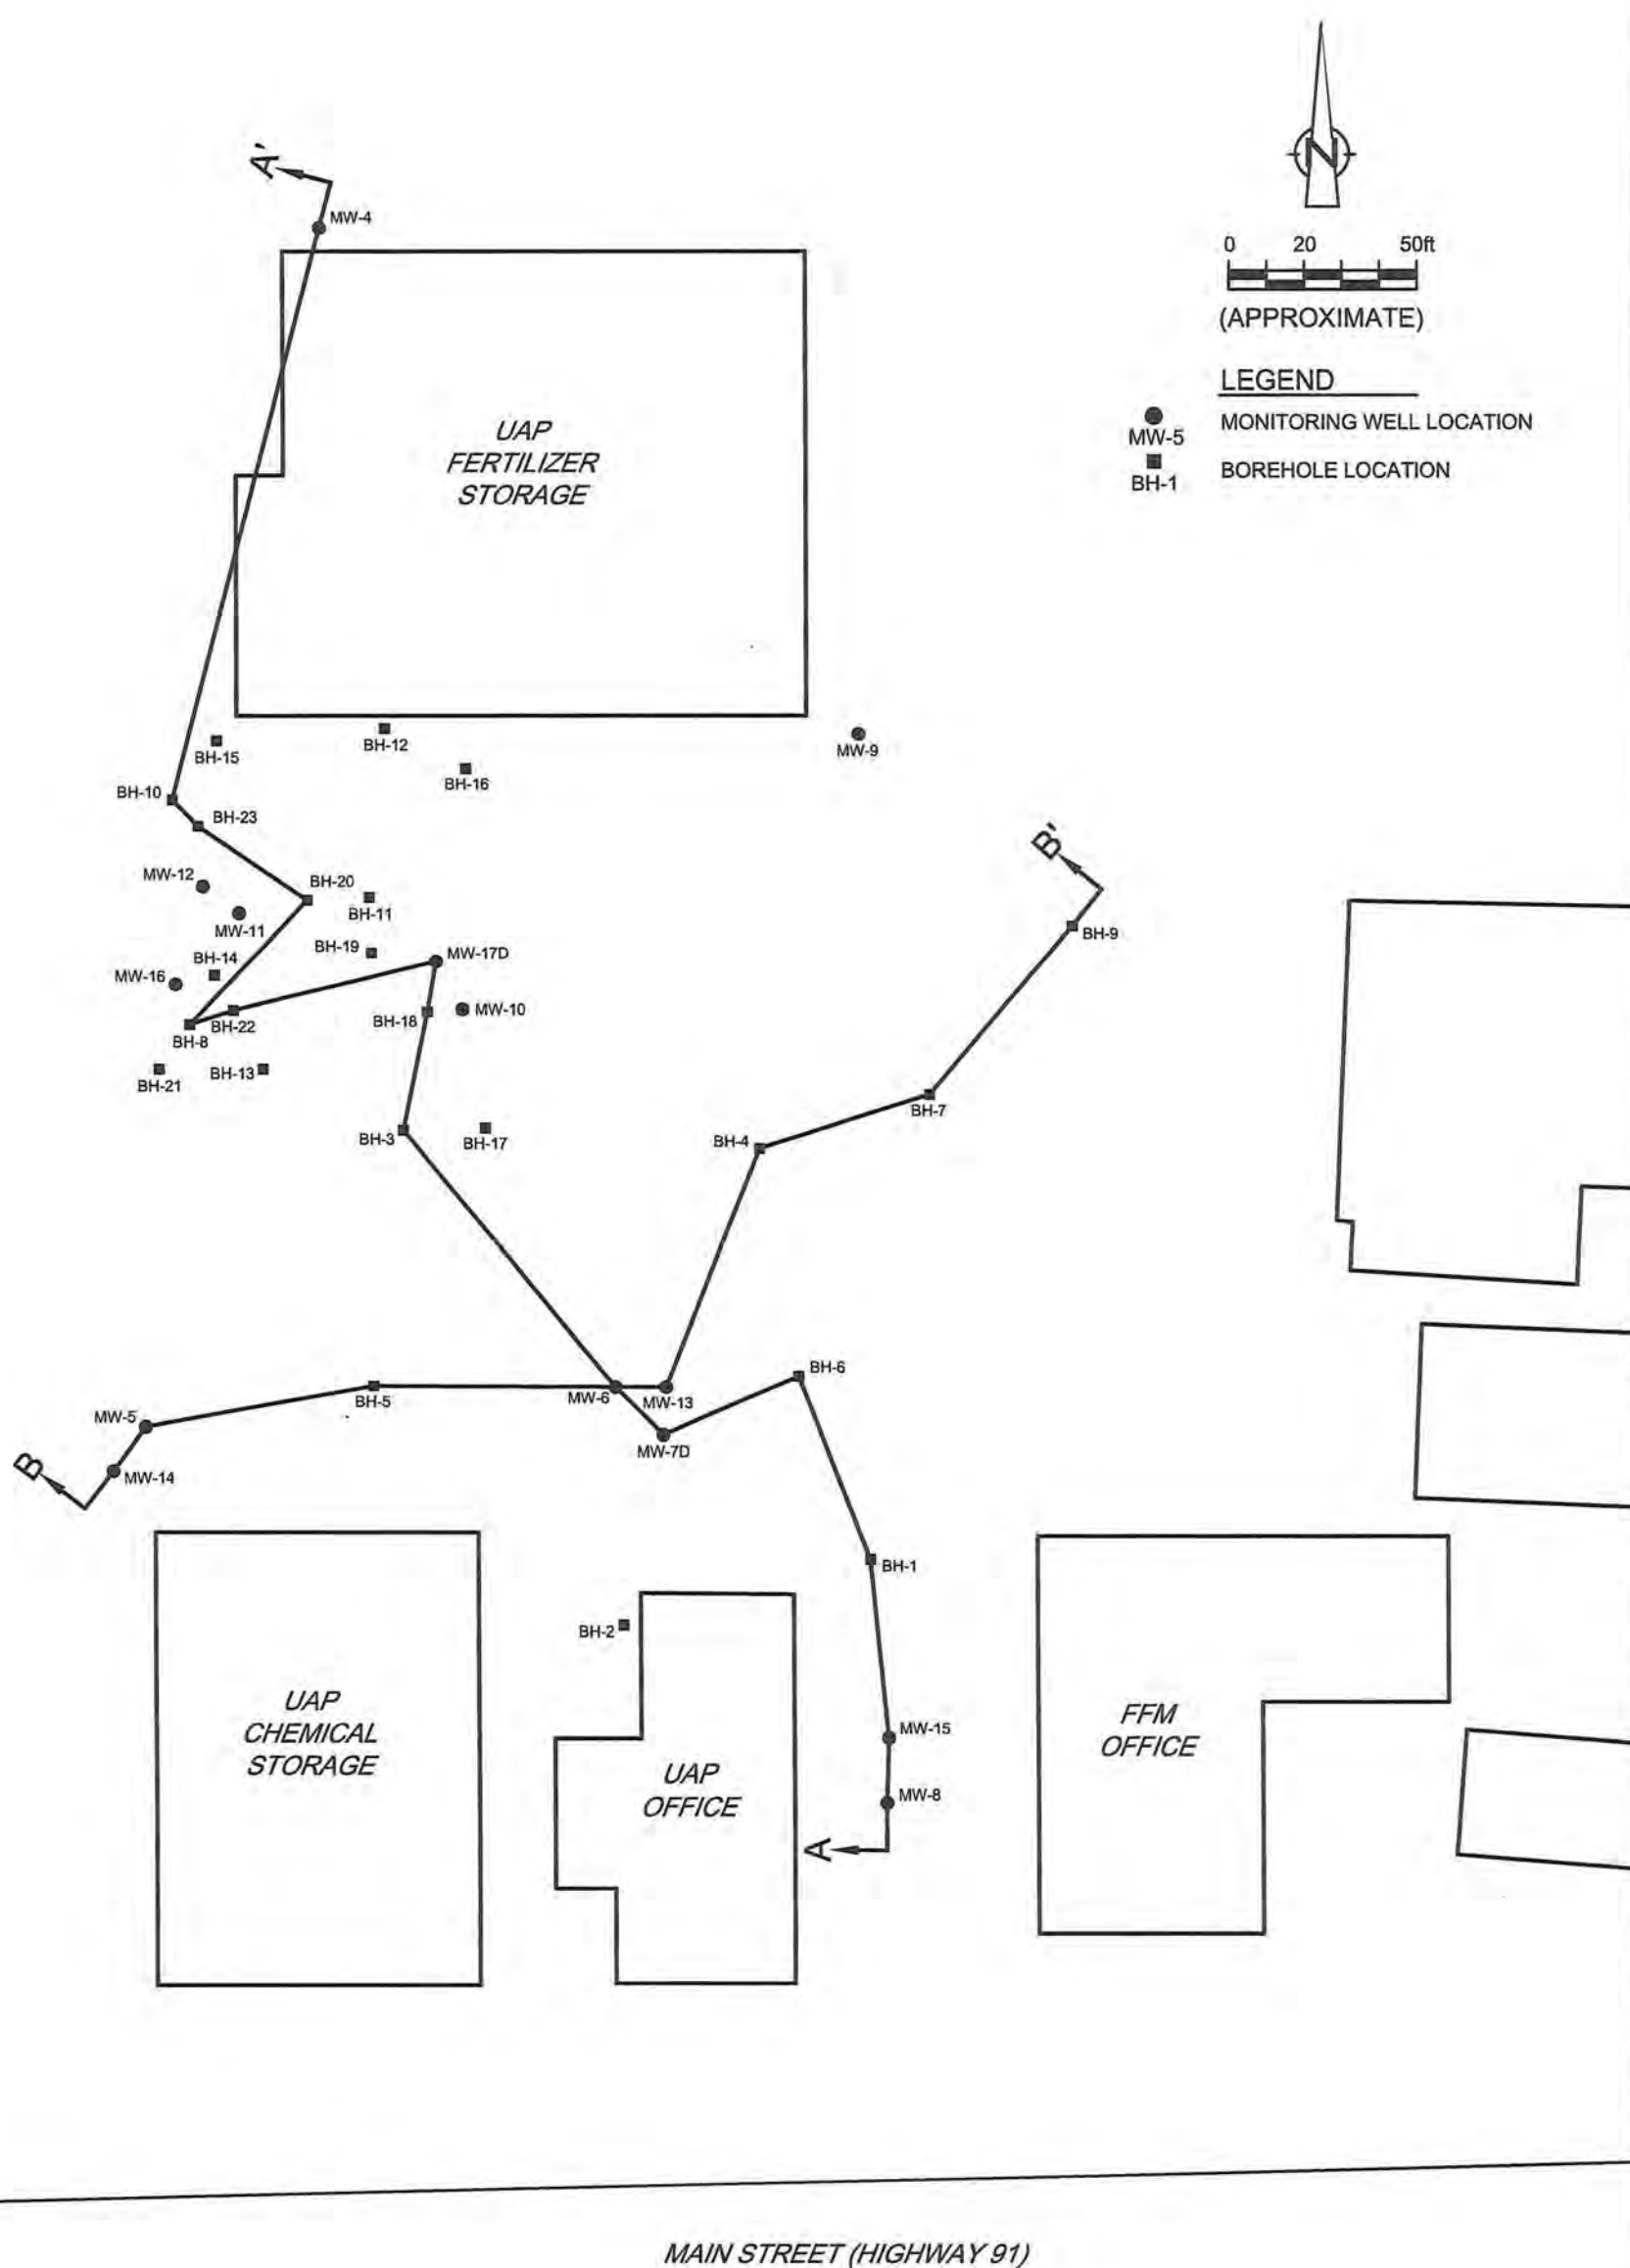 N
0 20 50ft
(APPROXIMATE)
LEGEND
MW-5 MONITORING WELL LOCATION
BH-1 BOREHOLE LOCATION
A'
MW-4
UAP
FERTILIZER
STORAGE
BH-15
BH-12
BH-16
MW-9
BH-10
BH-23
B'
MW-12
BH-20
BH-11
MW-11
BH-9
BH-19
MW-17D
BH-14
MW-16
MW-10
BH-18
BH-22
BH-8
BH-21
BH-13
BH-7
BH-3
BH-17
BH-4
BH-6
BH-5
MW-6
MW-13
MW-5
MW-7D
B
MW-14
BH-1
BH-2
UAP
CHEMICAL
STORAGE
FFM
OFFICE
MW-15
UAP
OFFICE
MW-8
A
MAIN STREET (HIGHWAY 91)